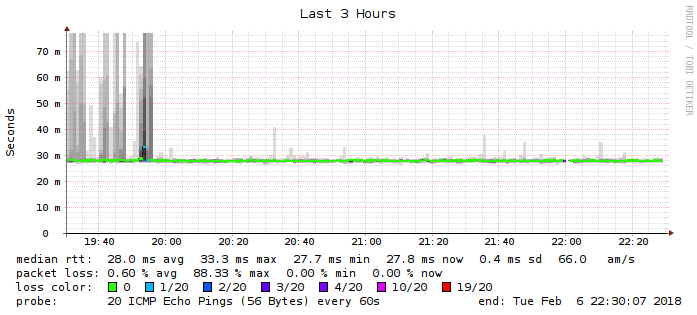 Last 3 Hours
RRDTOOL / TOBI OETIKER
Seconds
70 m
60 m
50 m
40 m
30 m
20 m
10 m
0
19:40 20:00 20:20 20:40 21:00 21:20 21:40 22:00 22:20
median rtt: 28.0 ms avg 33.3 ms max 27.7 ms min 27.8 ms now 0.4 ms sd 66.0 am/s
packet loss: 0.60 % avg 88.33 % max 0.00 % min 0.00 % now
loss color: 0 1/20 2/20 3/20 4/20 10/20 19/20
probe: 20 ICMP Echo Pings (56 Bytes) every 60s end: Tue Feb 6 22:30:07 2018